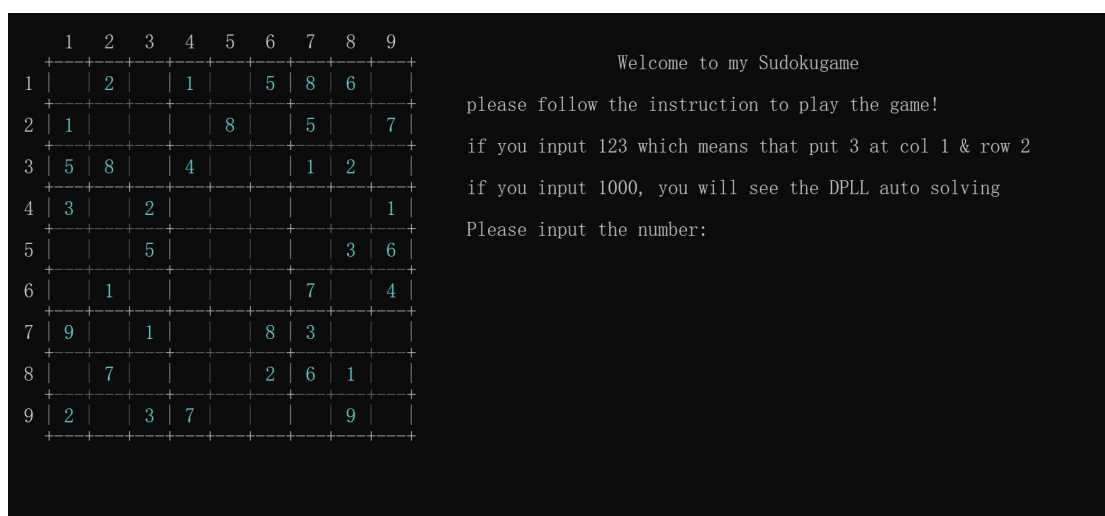 1 2 3 4 5 6 7 8 9
1 | | 2 | | 1 | | 5 | 8 | 6 | |
2 | 1 | | | | 8 | | 5 | | 7 |
3 | 5 | 8 | | 4 | | | 1 | 2 | |
4 | 3 | | 2 | | | | | | 1 |
5 | | | 5 | | | | | 3 | 6 |
6 | | 1 | | | | | 7 | | 4 |
7 | 9 | | 1 | | | 8 | 3 | | |
8 | | 7 | | | | 2 | 6 | 1 | |
9 | 2 | | 3 | 7 | | | | 9 | |
Welcome to my Sudokugame
please follow the instruction to play the game!
if you input 123 which means that put 3 at col 1 & row 2
if you input 1000, you will see the DPLL auto solving
Please input the number: